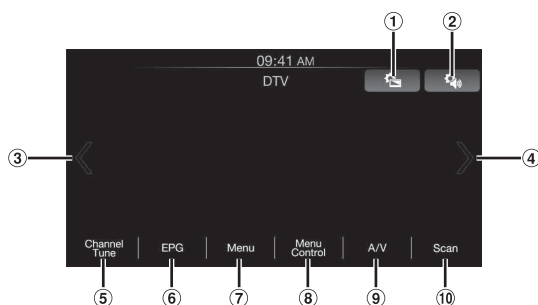 ① ②
09:41 AM
DTV
③ ④
Channel Tune EPG Menu Menu Control A/V Scan
⑤ ⑥ ⑦ ⑧ ⑨ ⑩